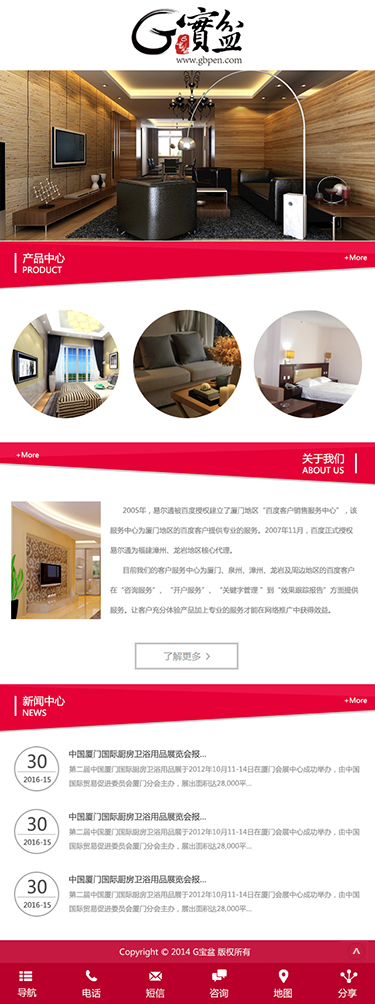 G寳盆
www.gbpen.com
产品中心
PRODUCT
+More
+More
关于我们
ABOUT US
2005年，易尔通被百度授权建立了厦门地区“百度客户销售服务中心”，该
服务中心为厦门地区的百度客户提供专业的服务。2007年11月，百度正式授权
易尔通为福建漳州、龙岩地区核心代理。
目前我们的客户服务中心为厦门、泉州、漳州、龙岩及周边地区的百度客户
在“咨询服务”、“开户服务”、“关键字管理 ”到“效果跟踪报告”方面提供
服务。让客户充分体验产品加上专业的服务才能在网络推广中获得效益。
了解更多 >
新闻中心
NEWS
+More
30
2016-15
中国厦门国际厨房卫浴用品展览会报...
第二届中国厦门国际厨房卫浴用品展于2012年10月11-14日在厦门会展中心成功举办，由中国
国际贸易促进委员会厦门分会主办，展出面积达28,000平...
30
2016-15
中国厦门国际厨房卫浴用品展览会报...
第二届中国厦门国际厨房卫浴用品展于2012年10月11-14日在厦门会展中心成功举办，由中国
国际贸易促进委员会厦门分会主办，展出面积达28,000平...
30
2016-15
中国厦门国际厨房卫浴用品展览会报...
第二届中国厦门国际厨房卫浴用品展于2012年10月11-14日在厦门会展中心成功举办，由中国
国际贸易促进委员会厦门分会主办，展出面积达28,000平...
Copyright © 2014 G宝盆 版权所有
导航
电话
短信
咨询
地图
分享